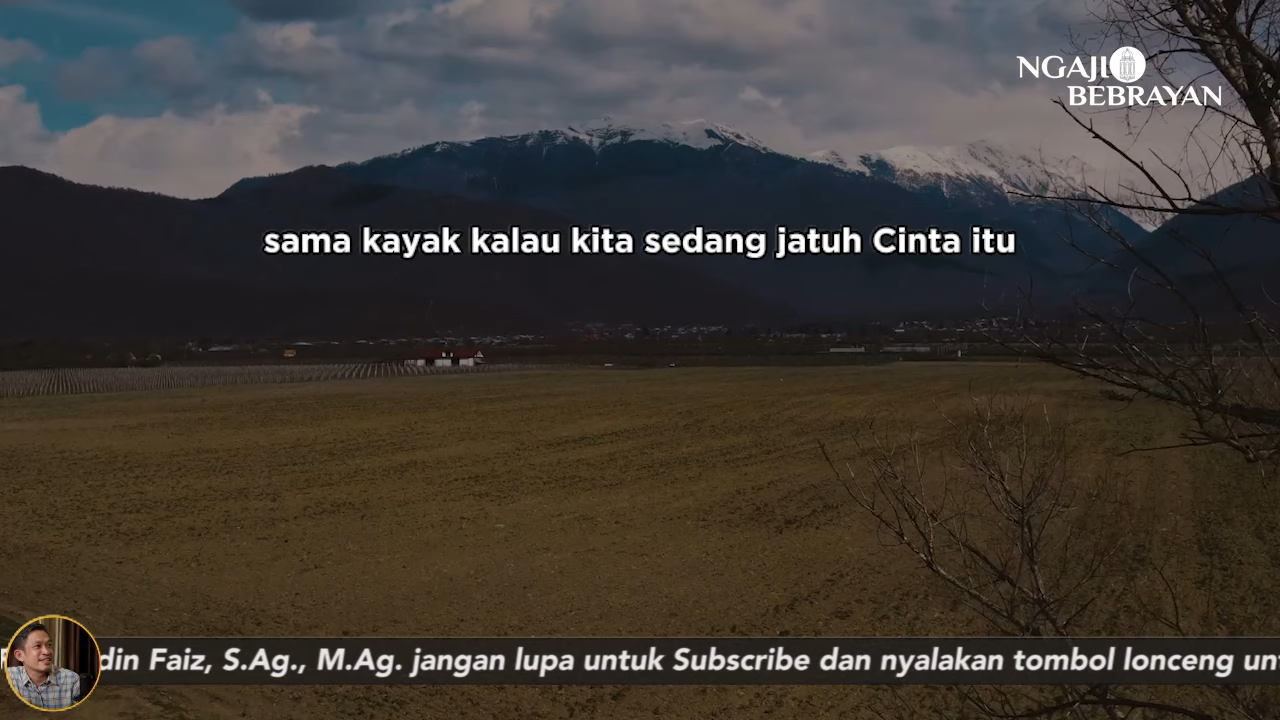 NGAJI
BEBRAYAN
sama kayak kalau kita sedang jatuh Cinta itu
din Faiz, S.Ag., M.Ag. jangan lupa untuk Subscribe dan nyalakan tombol lonceng